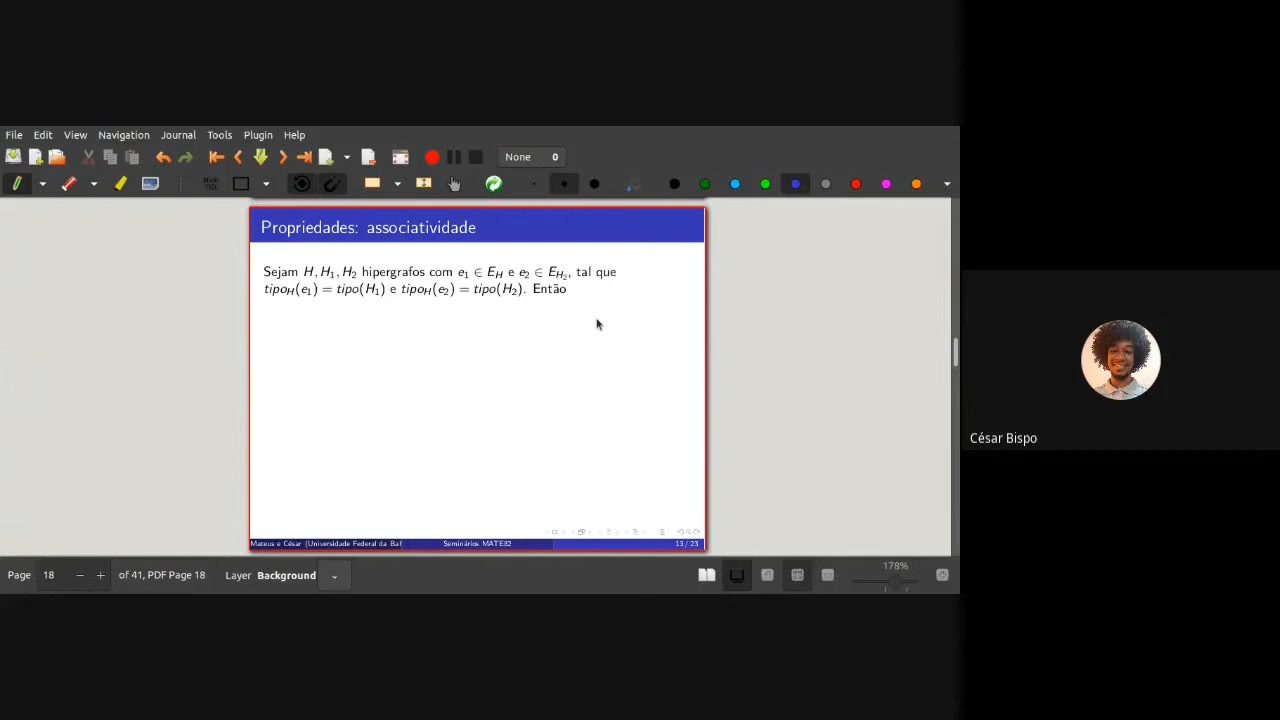 File Edit View Navigation Journal Tools Plugin Help
None 0
Propriedades: associatividade
Sejam H, H₁, H₂ hipergrafos com e₁ ∈ E_H e e₂ ∈ E_H₂, tal que
tipo_H(e₁) = tipo(H₁) e tipo_H(e₂) = tipo(H₂). Então
César Bispo
Mateus e César (Universidade Federal da Bah Seminários MATE82 13 / 23
Page 18 of 41, PDF Page 18 Layer Background 178%